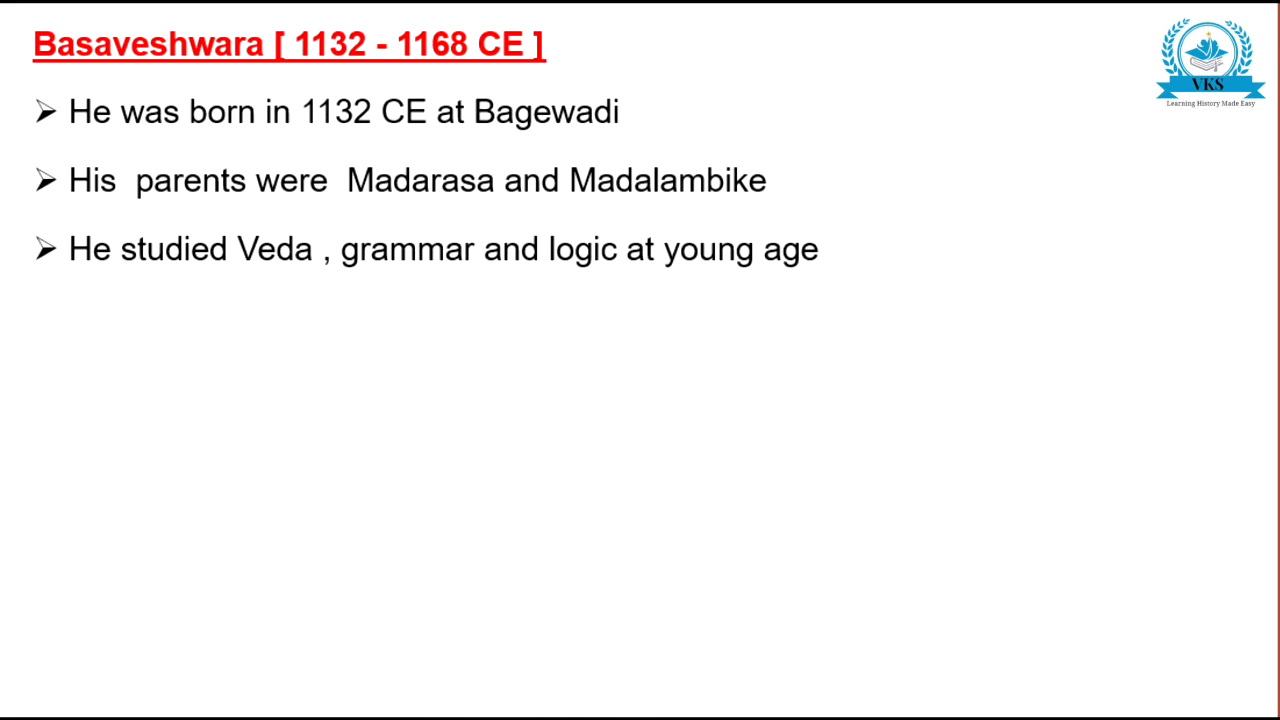 Basaveshwara [ 1132 - 1168 CE ]
➢ He was born in 1132 CE at Bagewadi
➢ His  parents were  Madarasa and Madalambike
➢ He studied Veda , grammar and logic at young age
VKS
Learning History Made Easy